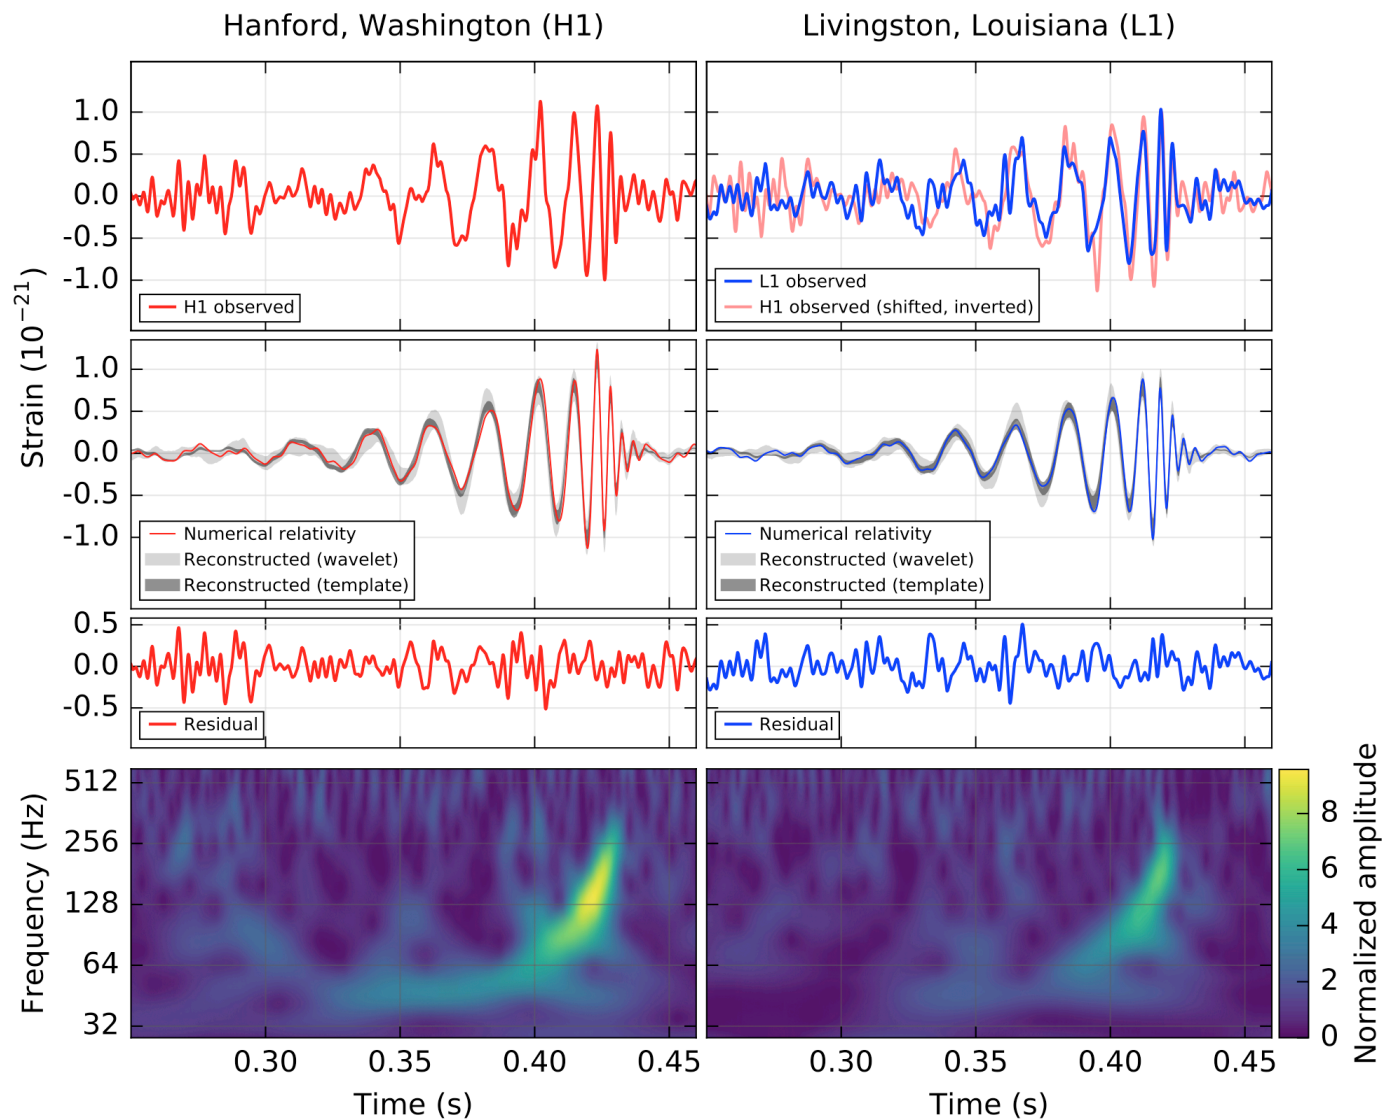 Hanford, Washington (H1)
Livingston, Louisiana (L1)
Strain (10⁻²¹)
1.0
0.5
0.0
-0.5
-1.0
H1 observed
L1 observed
H1 observed (shifted, inverted)
1.0
0.5
0.0
-0.5
-1.0
Numerical relativity
Reconstructed (wavelet)
Reconstructed (template)
Numerical relativity
Reconstructed (wavelet)
Reconstructed (template)
0.5
0.0
-0.5
Residual
Residual
Frequency (Hz)
512
256
128
64
32
Normalized amplitude
8
6
4
2
0
0.30 0.35 0.40 0.45
0.30 0.35 0.40 0.45
Time (s)
Time (s)